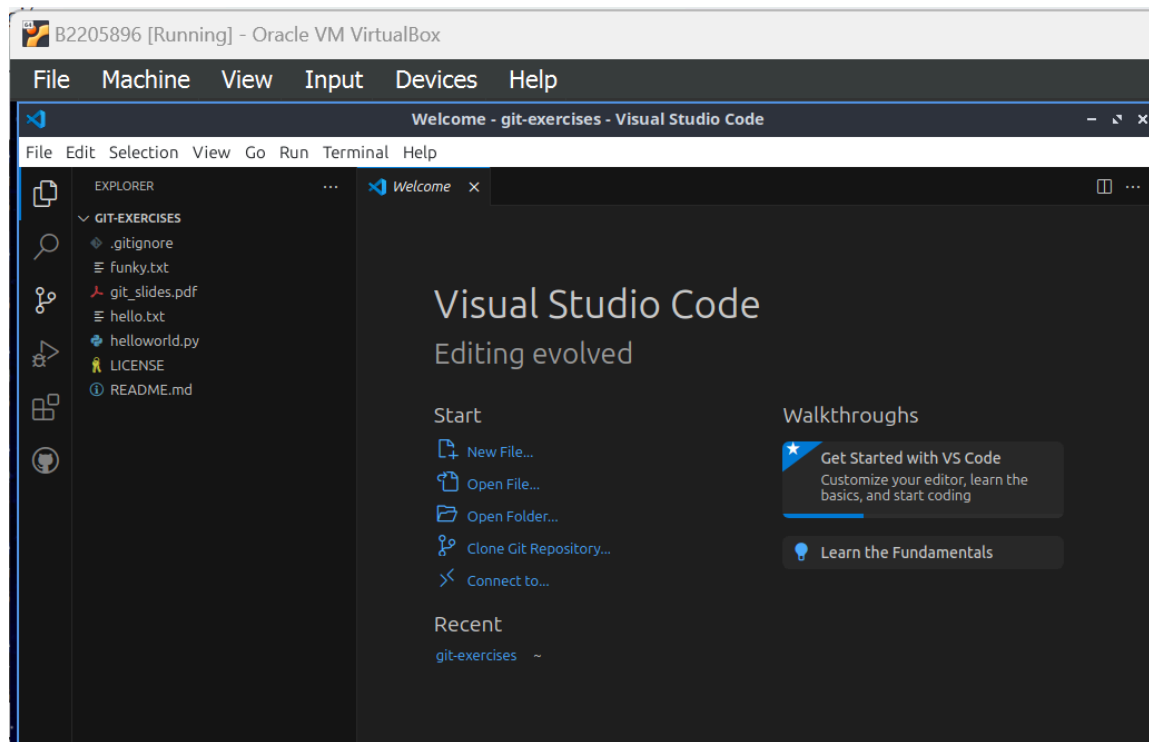 B2205896 [Running] - Oracle VM VirtualBox
File Machine View Input Devices Help
Welcome - git-exercises - Visual Studio Code
File Edit Selection View Go Run Terminal Help
EXPLORER
Welcome
GIT-EXERCISES
.gitignore
funky.txt
git_slides.pdf
hello.txt
helloworld.py
LICENSE
README.md
Visual Studio Code
Editing evolved
Start
New File...
Open File...
Open Folder...
Clone Git Repository...
Connect to...
Recent
git-exercises ~
Walkthroughs
Get Started with VS Code
Customize your editor, learn the
basics, and start coding
Learn the Fundamentals